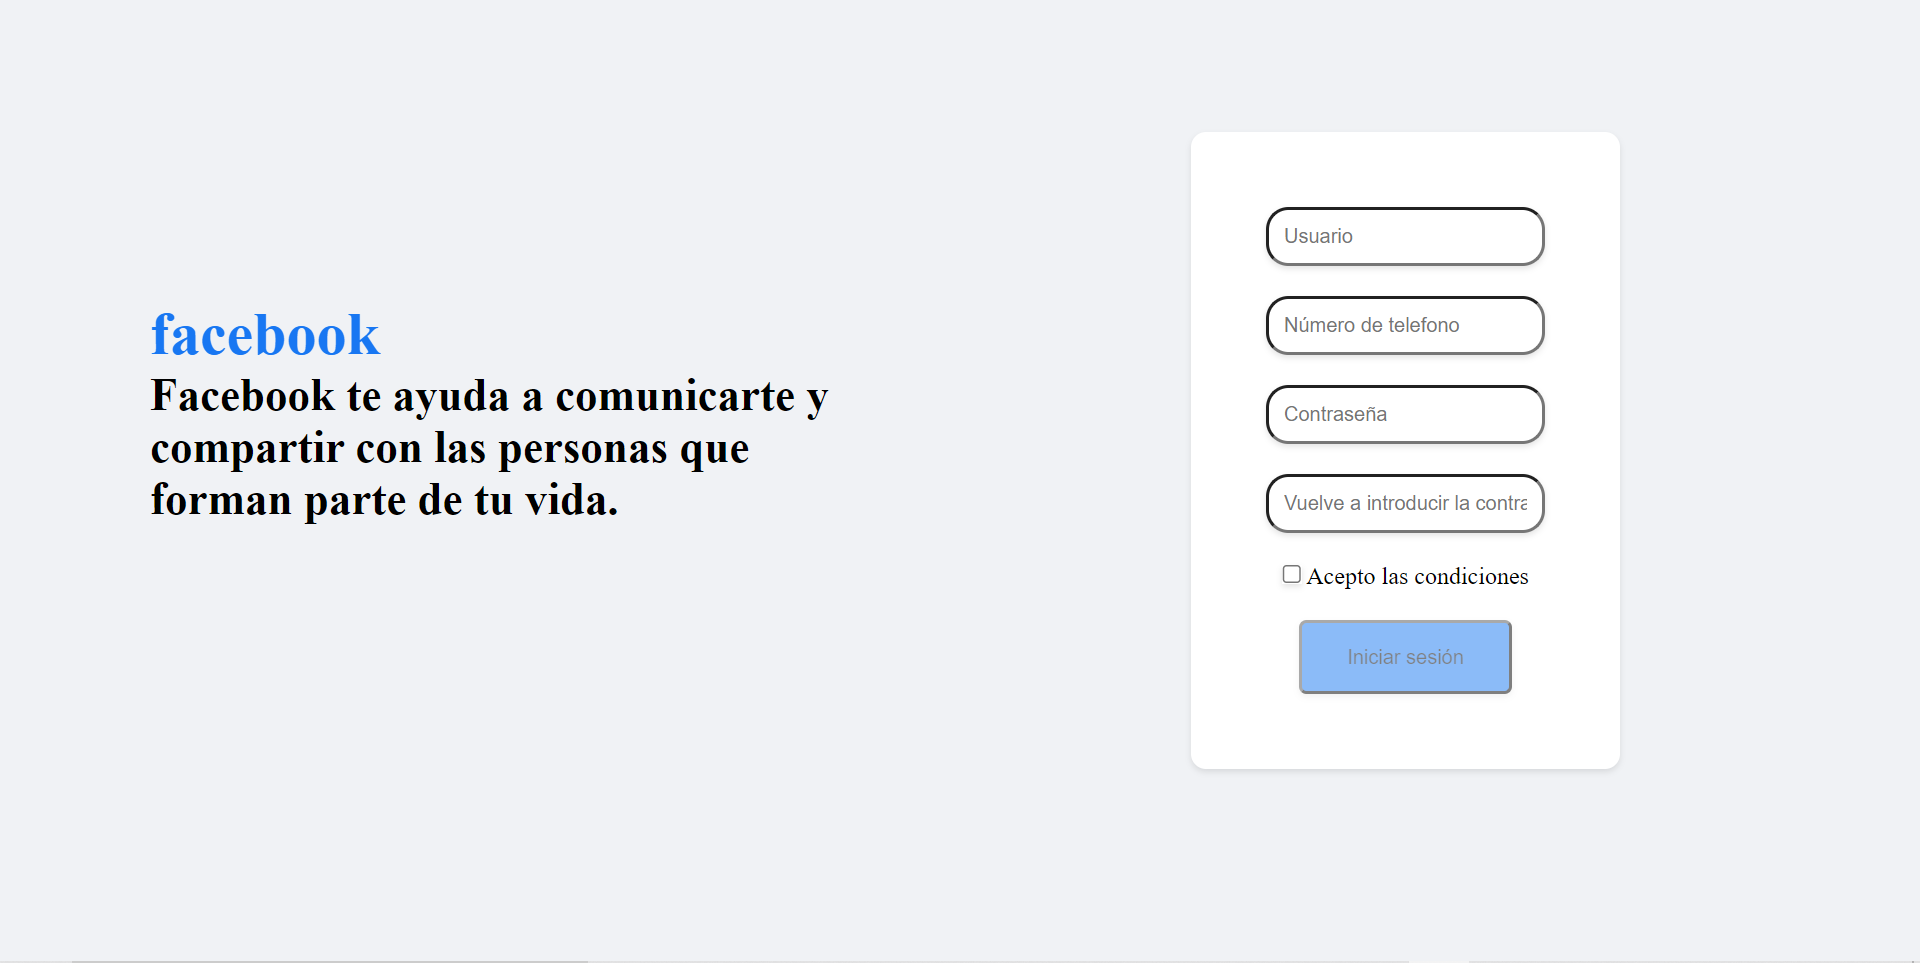 facebook
Facebook te ayuda a comunicarte y
compartir con las personas que
forman parte de tu vida.
Usuario
Número de telefono
Contraseña
Vuelve a introducir la contra
Acepto las condiciones
Iniciar sesión